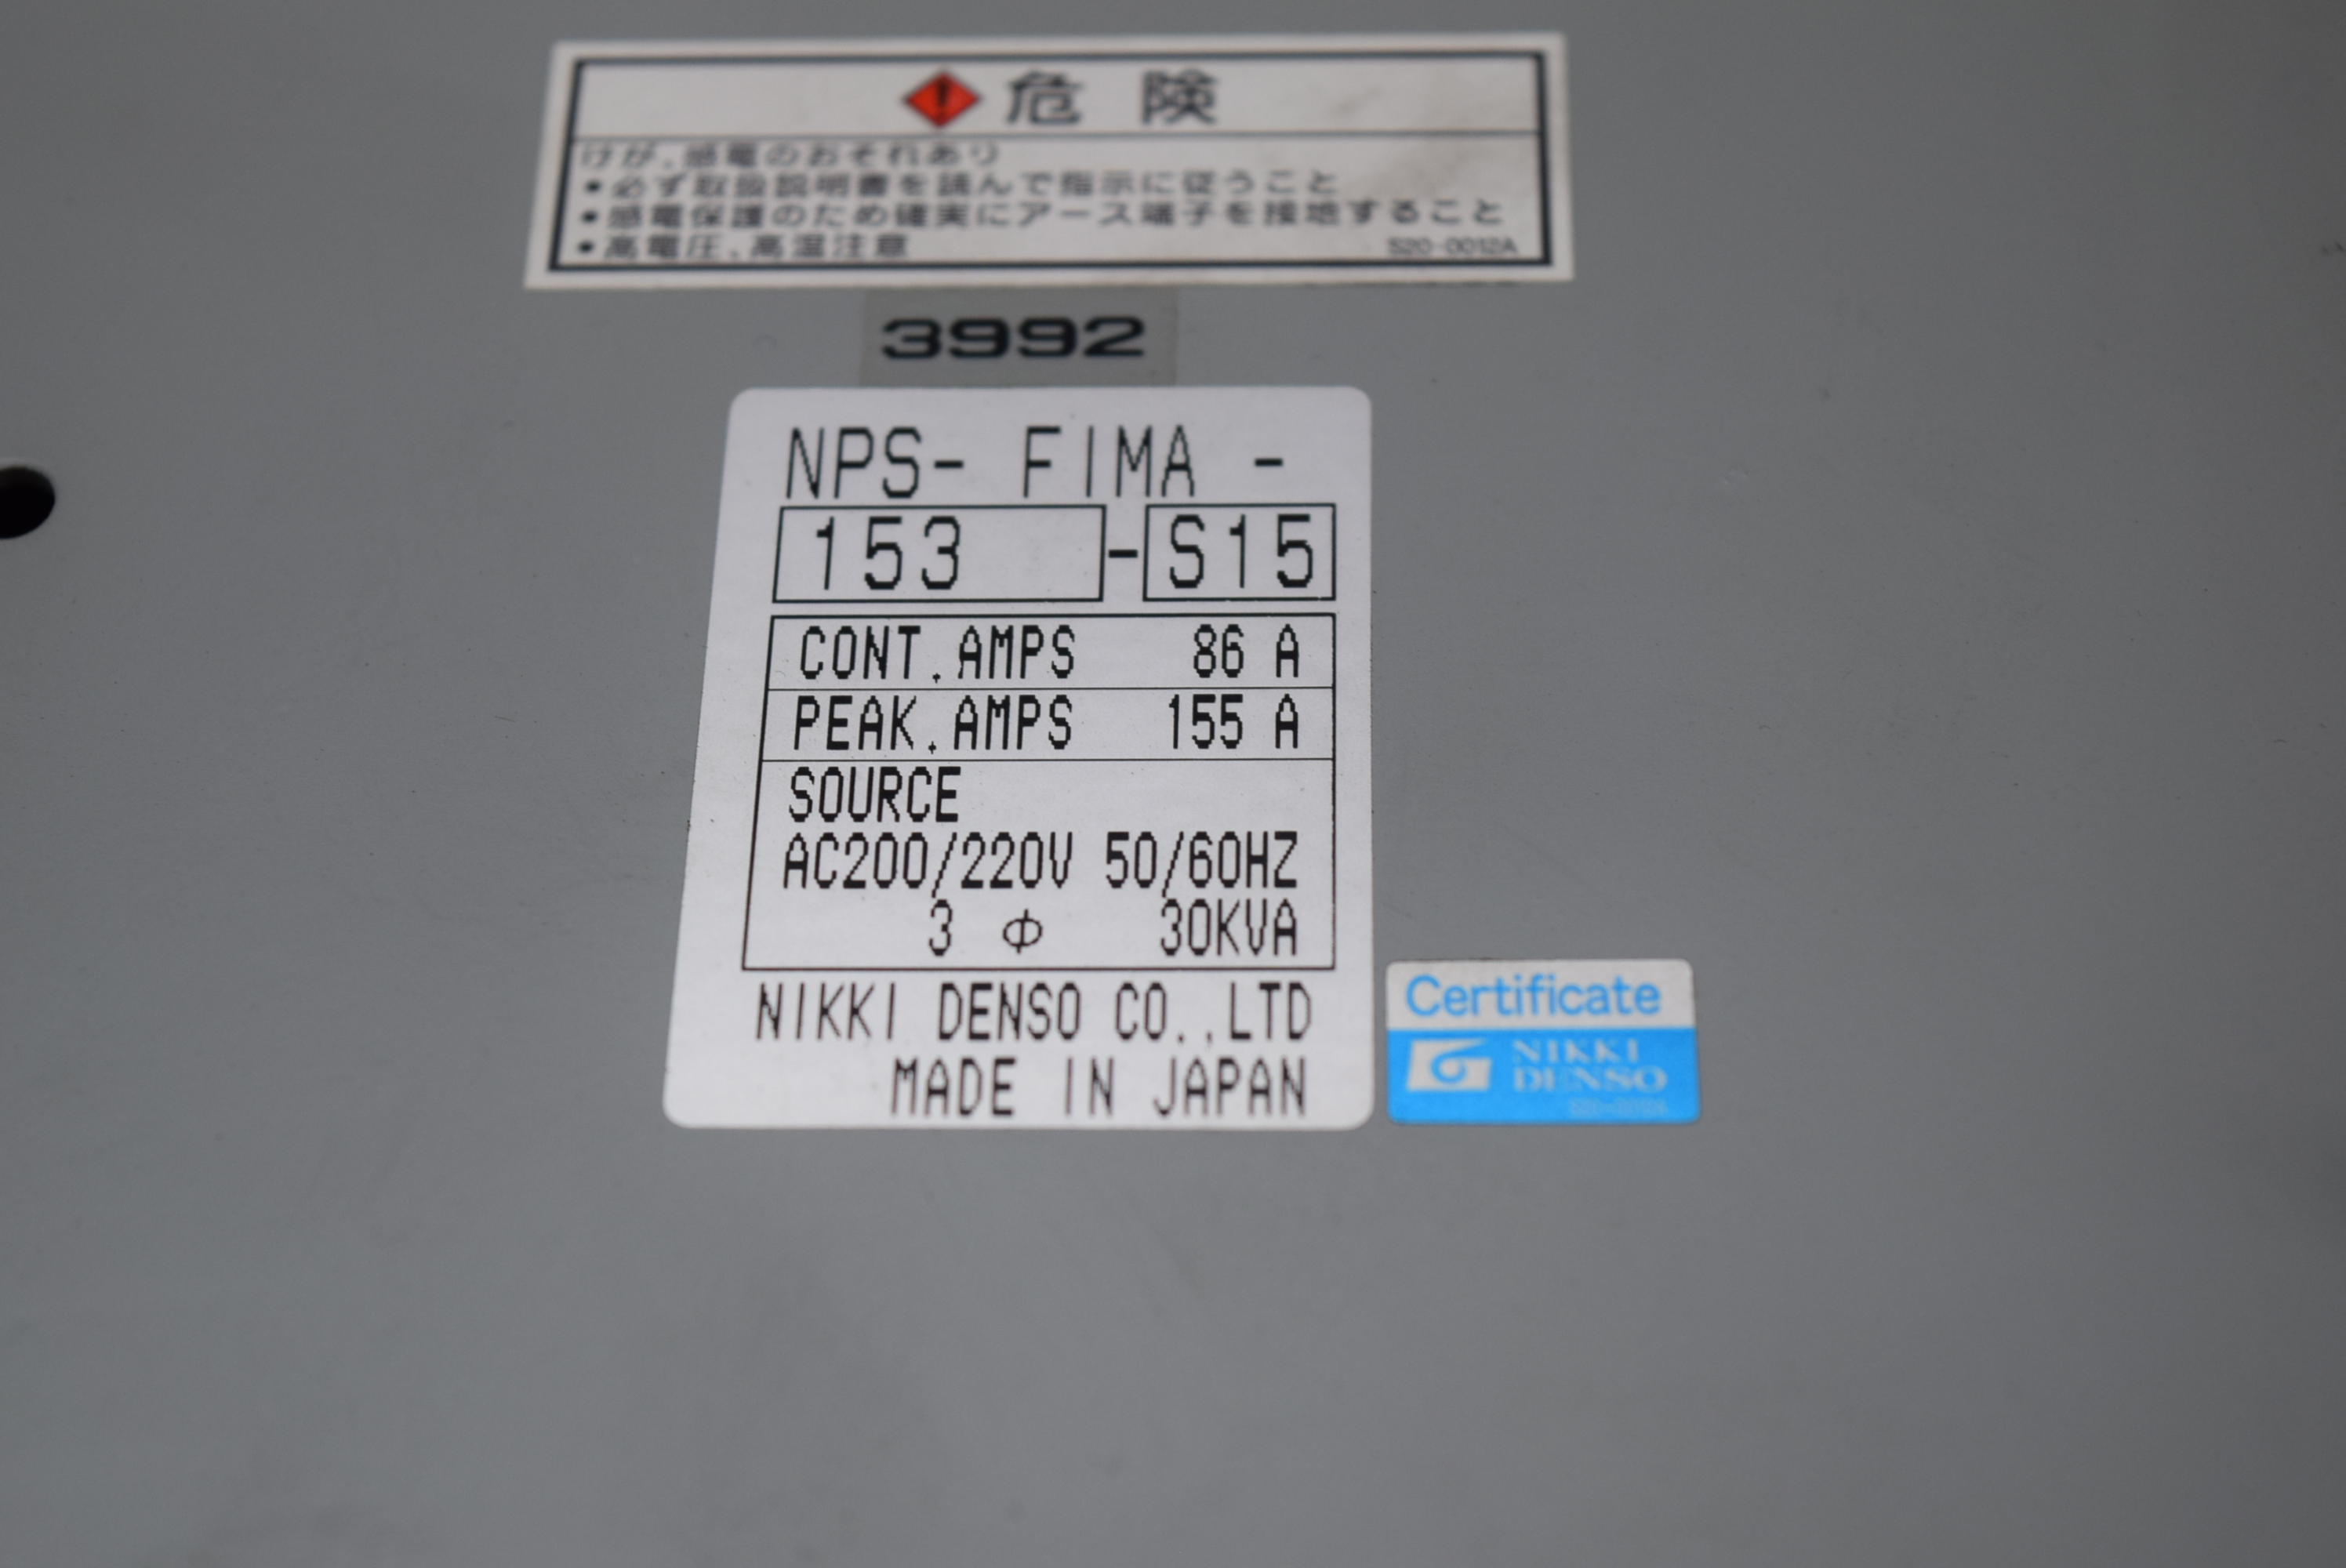 危険
けが、感電のおそれあり
•必ず取扱説明書を読んで指示に従うこと
•感電保護のため確実にアース端子を接地すること
•高電圧、高温注意 S20-0012A
3992
NPS- FIMA -
153 -S15
CONT.AMPS 86 A
PEAK.AMPS 155 A
SOURCE
AC200/220V 50/60HZ
3 Φ 30KVA
NIKKI DENSO CO.,LTD
MADE IN JAPAN
Certificate
NIKKI
DENSO